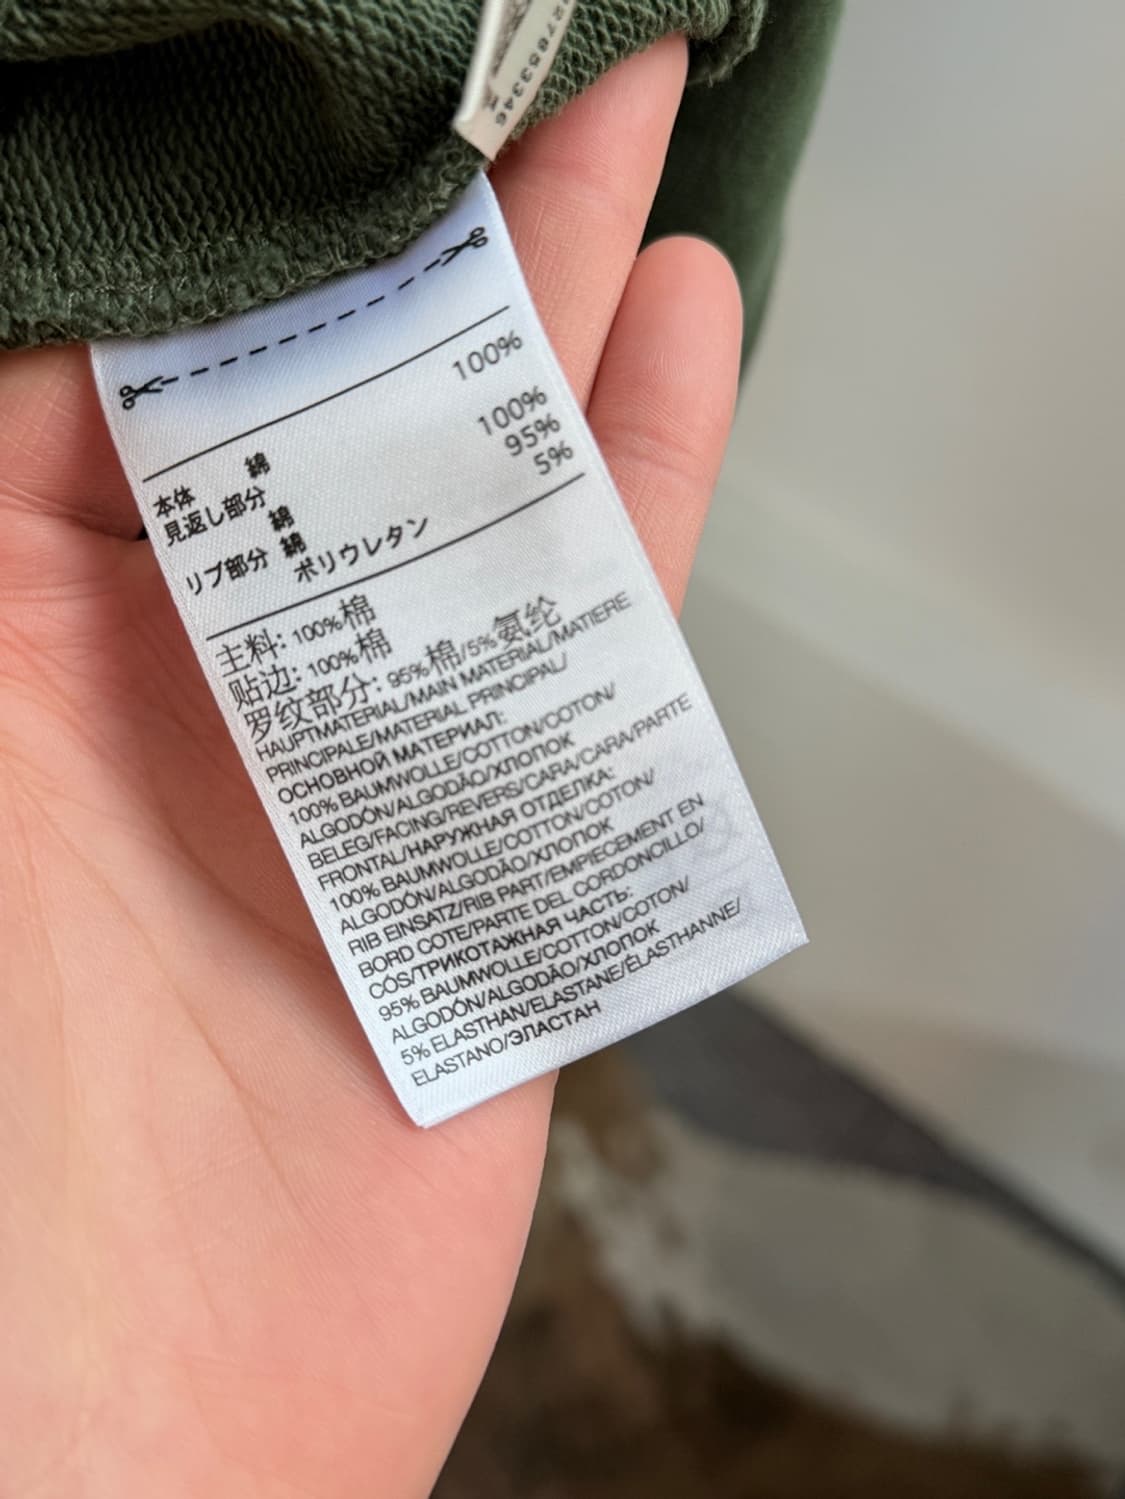 本体 綿 100%
見返し部分
綿 100%
リブ部分 綿 95%
ポリウレタン 5%
主料: 100%棉
贴边: 100%棉
罗纹部分: 95%棉/5%氨纶
HAUPTMATERIAL/MAIN MATERIAL/MATIERE
PRINCIPALE/MATERIAL PRINCIPAL/
ОСНОВНОЙ МАТЕРИАЛ:
100% BAUMWOLLE/COTTON/COTON/
ALGODÓN/ALGODÃO/ХЛОПОК
BELEG/FACING/REVERS/CARA/CARA/PARTE
FRONTAL/НАРУЖНАЯ ОТДЕЛКА:
100% BAUMWOLLE/COTTON/COTON/
ALGODÓN/ALGODÃO/ХЛОПОК
RIB EINSATZ/RIB PART/EMPIECEMENT EN
BORD COTE/PARTE DEL CORDONCILLO/
CÓS/ТРИКОТАЖНАЯ ЧАСТЬ:
95% BAUMWOLLE/COTTON/COTON/
ALGODÓN/ALGODÃO/ХЛОПОК
5% ELASTHAN/ELASTANE/ÉLASTHANNE/
ELASTANO/ЭЛАСТАН